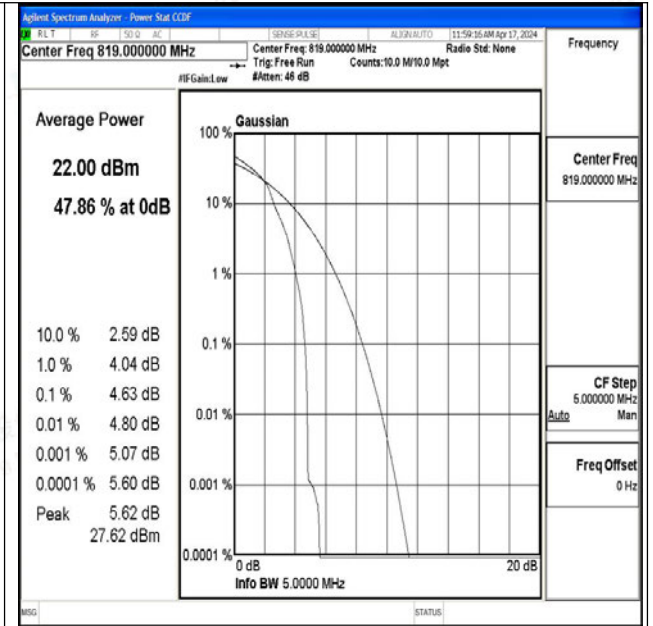 Agilent Spectrum Analyzer - Power Stat CCDF
RL T RF 50 Ω AC SENSE:PULSE ALIGN AUTO 11:59:16 AM Apr 17, 2024
Center Freq 819.000000 MHz
Center Freq: 819.000000 MHz Radio Std: None
Trig: Free Run Counts:10.0 M/10.0 Mpt
#IFGain:Low #Atten: 46 dB
Frequency
Average Power
22.00 dBm
47.86 % at 0dB
10.0 % 2.59 dB
1.0 % 4.04 dB
0.1 % 4.63 dB
0.01 % 4.80 dB
0.001 % 5.07 dB
0.0001 % 5.60 dB
Peak 5.62 dB
27.62 dBm
Gaussian
100 %
10 %
1 %
0.1 %
0.01 %
0.001 %
0.0001 %
0 dB 20 dB
Info BW 5.0000 MHz
Center Freq
819.000000 MHz
CF Step
5.000000 MHz
Auto Man
Freq Offset
0 Hz
MSG STATUS